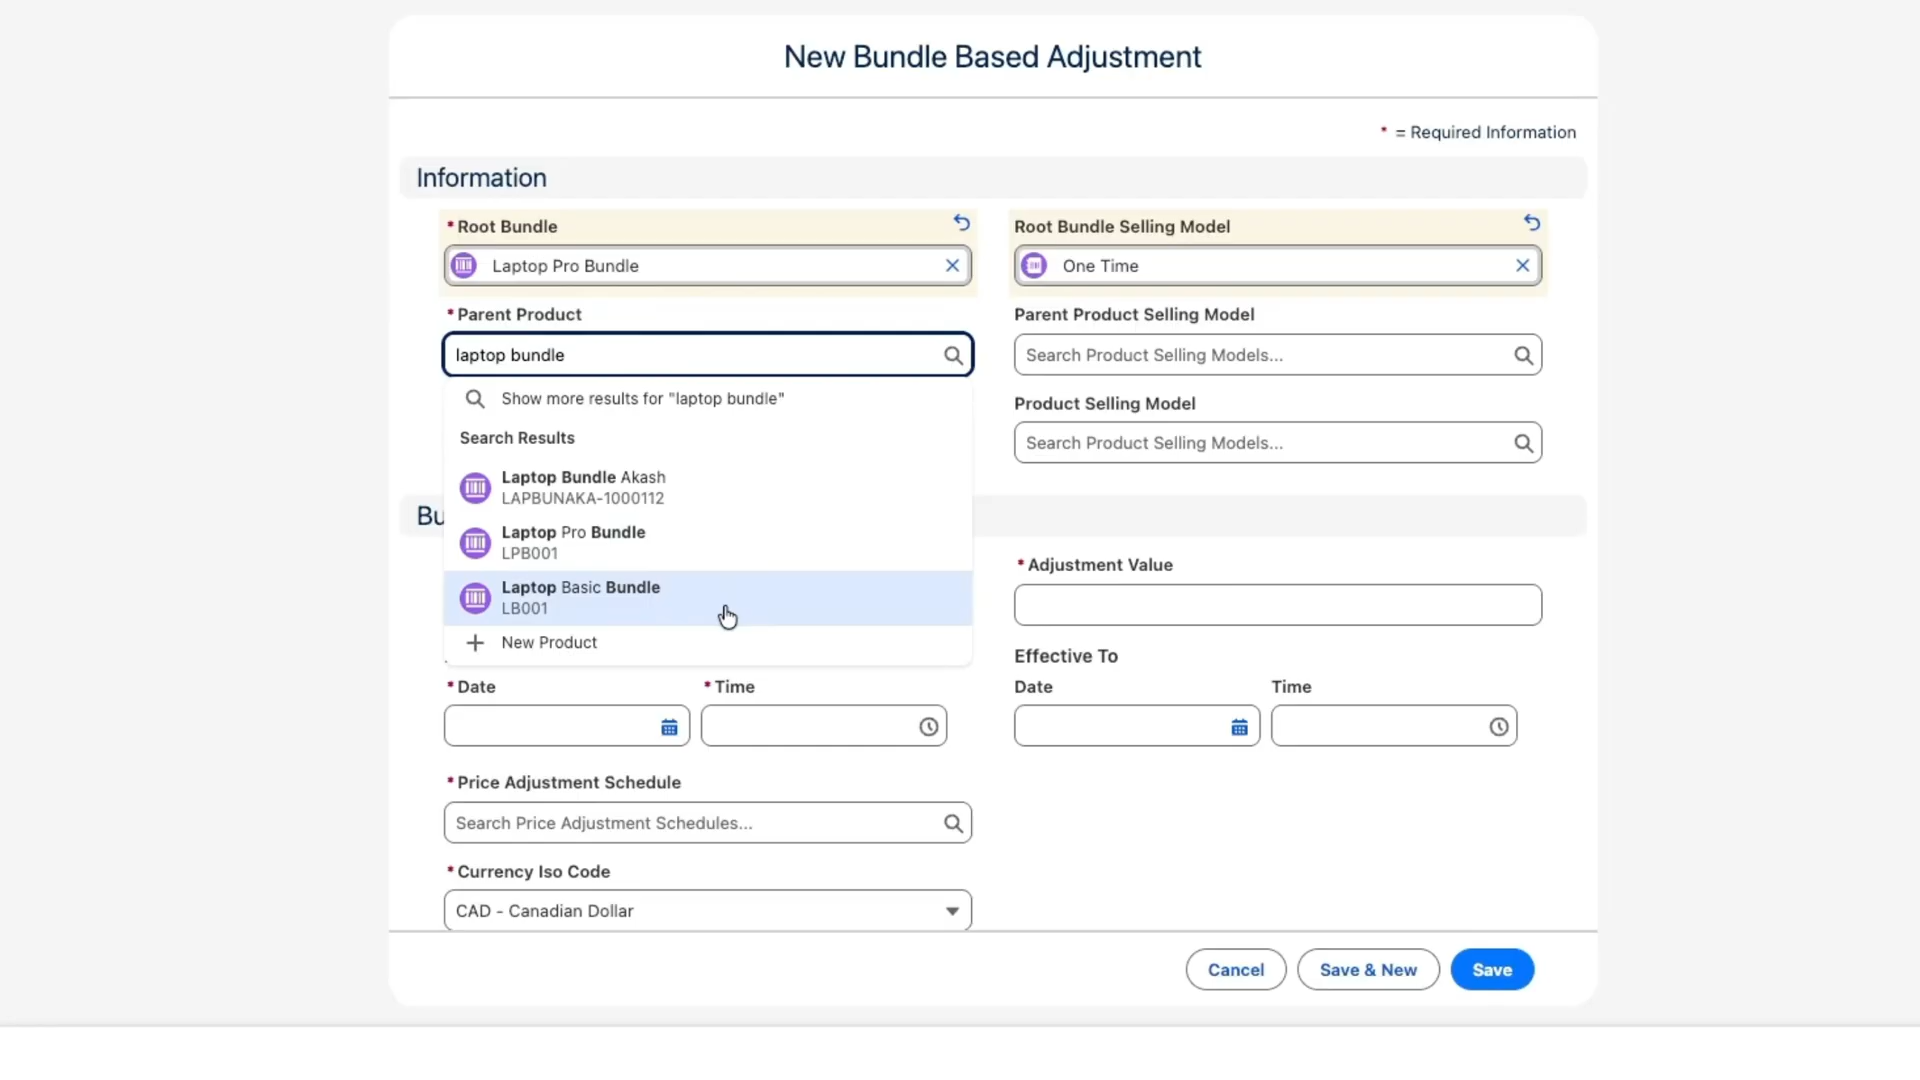 New Bundle Based Adjustment
* = Required Information
Information
* Root Bundle
Root Bundle Selling Model
Laptop Pro Bundle
One Time
* Parent Product
Parent Product Selling Model
laptop bundle
Search Product Selling Models...
Show more results for "laptop bundle"
Product Selling Model
Search Results
Search Product Selling Models...
Laptop Bundle Akash
LAPBUNAKA-1000112
Bu
Laptop Pro Bundle
LPB001
* Adjustment Value
Laptop Basic Bundle
LB001
New Product
Effective To
* Date
* Time
Date
Time
* Price Adjustment Schedule
Search Price Adjustment Schedules...
* Currency Iso Code
CAD - Canadian Dollar
Cancel
Save & New
Save